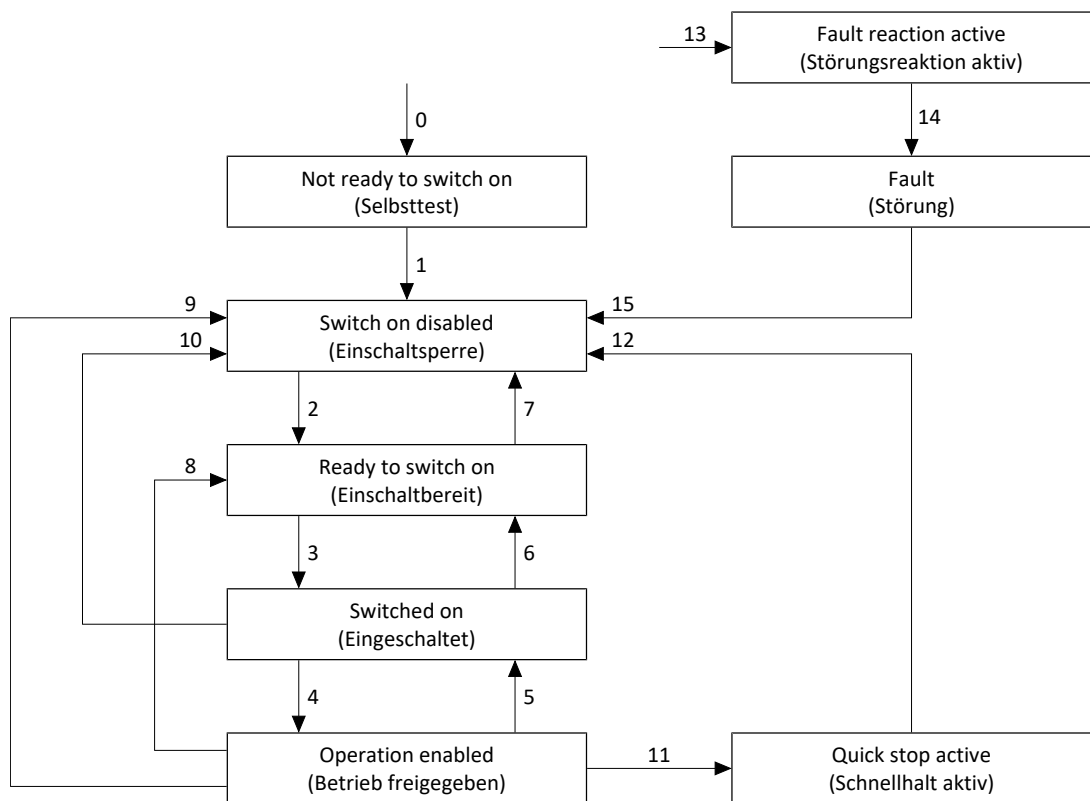 13
Fault reaction active
(Störungsreaktion aktiv)
0
14
Not ready to switch on
(Selbsttest)
Fault
(Störung)
1
9
15
Switch on disabled
(Einschaltsperre)
10
12
2
7
8
Ready to switch on
(Einschaltbereit)
3
6
Switched on
(Eingeschaltet)
4
5
Operation enabled
(Betrieb freigegeben)
11
Quick stop active
(Schnellhalt aktiv)